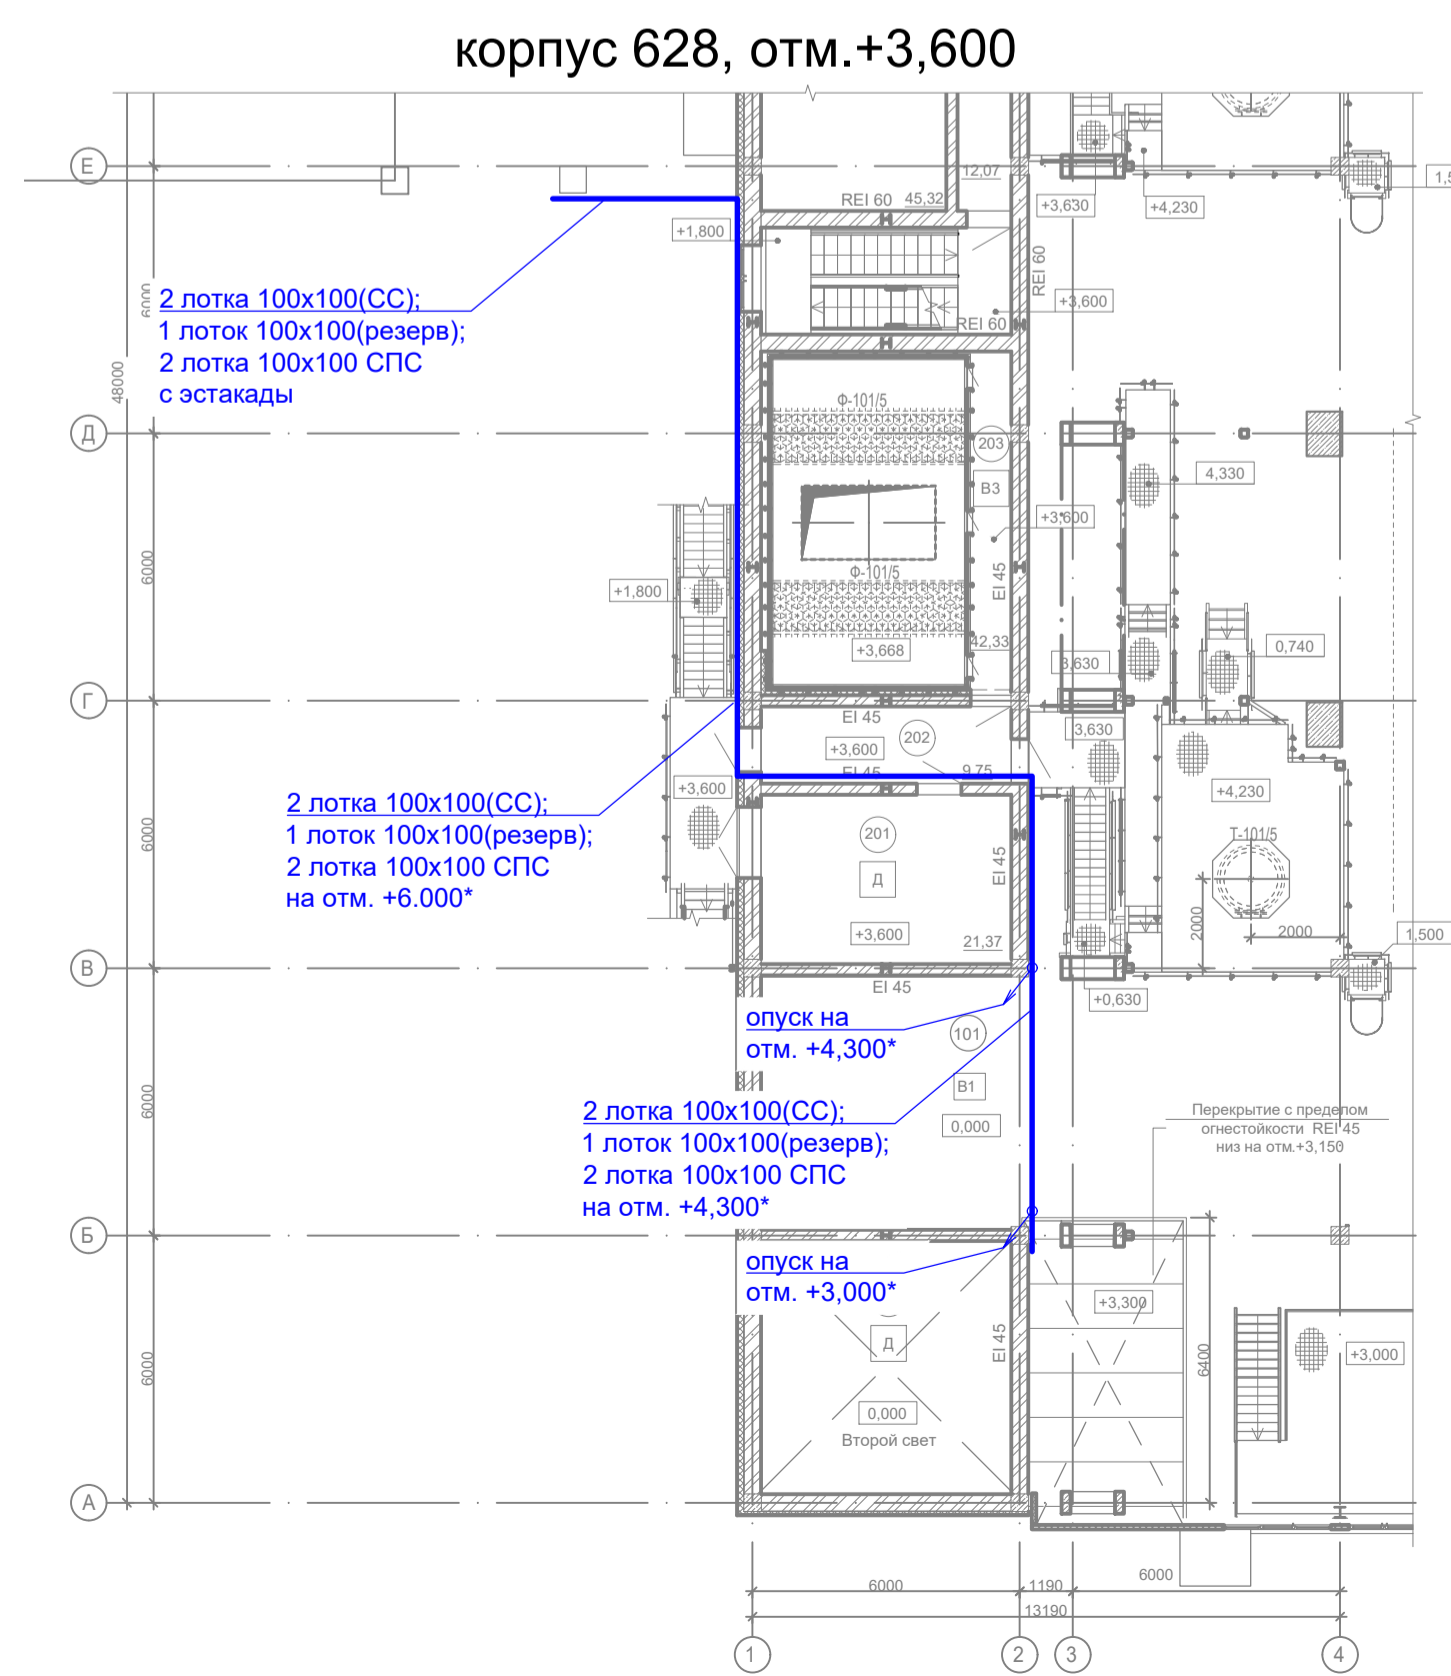 корпус 628, отм.+3,600
Е
12,07
REI 60
45,32
+3,630
+4,230
1,5
+1,800
REI 60
6000
2 лотка 100х100(СС);
1 лоток 100х100(резерв);
2 лотка 100х100 СПС
с эстакады
+3,600
REI 60
48000
Ф-101/5
Д
203
В3
4,330
+3,600
6000
Ф-101/5
EI 45
+1,800
+3,668
42,33
3,630
0,740
Г
EI 45
202
+3,600
3,630
EI 45
9,75
+3,600
+4,230
2 лотка 100х100(СС);
1 лоток 100х100(резерв);
2 лотка 100х100 СПС
на отм. +6.000*
6000
201
Д
EI 45
Т-101/5
+3,600
21,37
2000
2000
1,500
В
EI 45
+0,630
опуск на
отм. +4,300*
101
В1
6000
0,000
2 лотка 100х100(СС);
1 лоток 100х100(резерв);
2 лотка 100х100 СПС
на отм. +4,300*
Перекрытие с пределом
огнестойкости REI 45
низ на отм.+3,150
Б
опуск на
отм. +3,000*
+3,300
Д
EI 45
6000
6400
+3,000
0,000
Второй свет
А
6000
1190
6000
13190
1
2
3
4